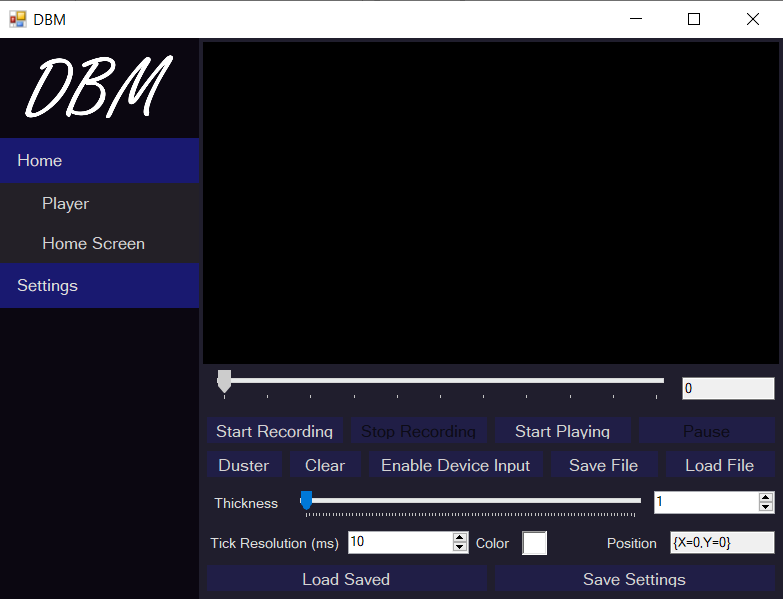 DBM
DBM
Home
Player
Home Screen
Settings
0
Start Recording Stop Recording Start Playing Pause
Duster Clear Enable Device Input Save File Load File
Thickness 1
Tick Resolution (ms) 10 Color Position {X=0,Y=0}
Load Saved Save Settings